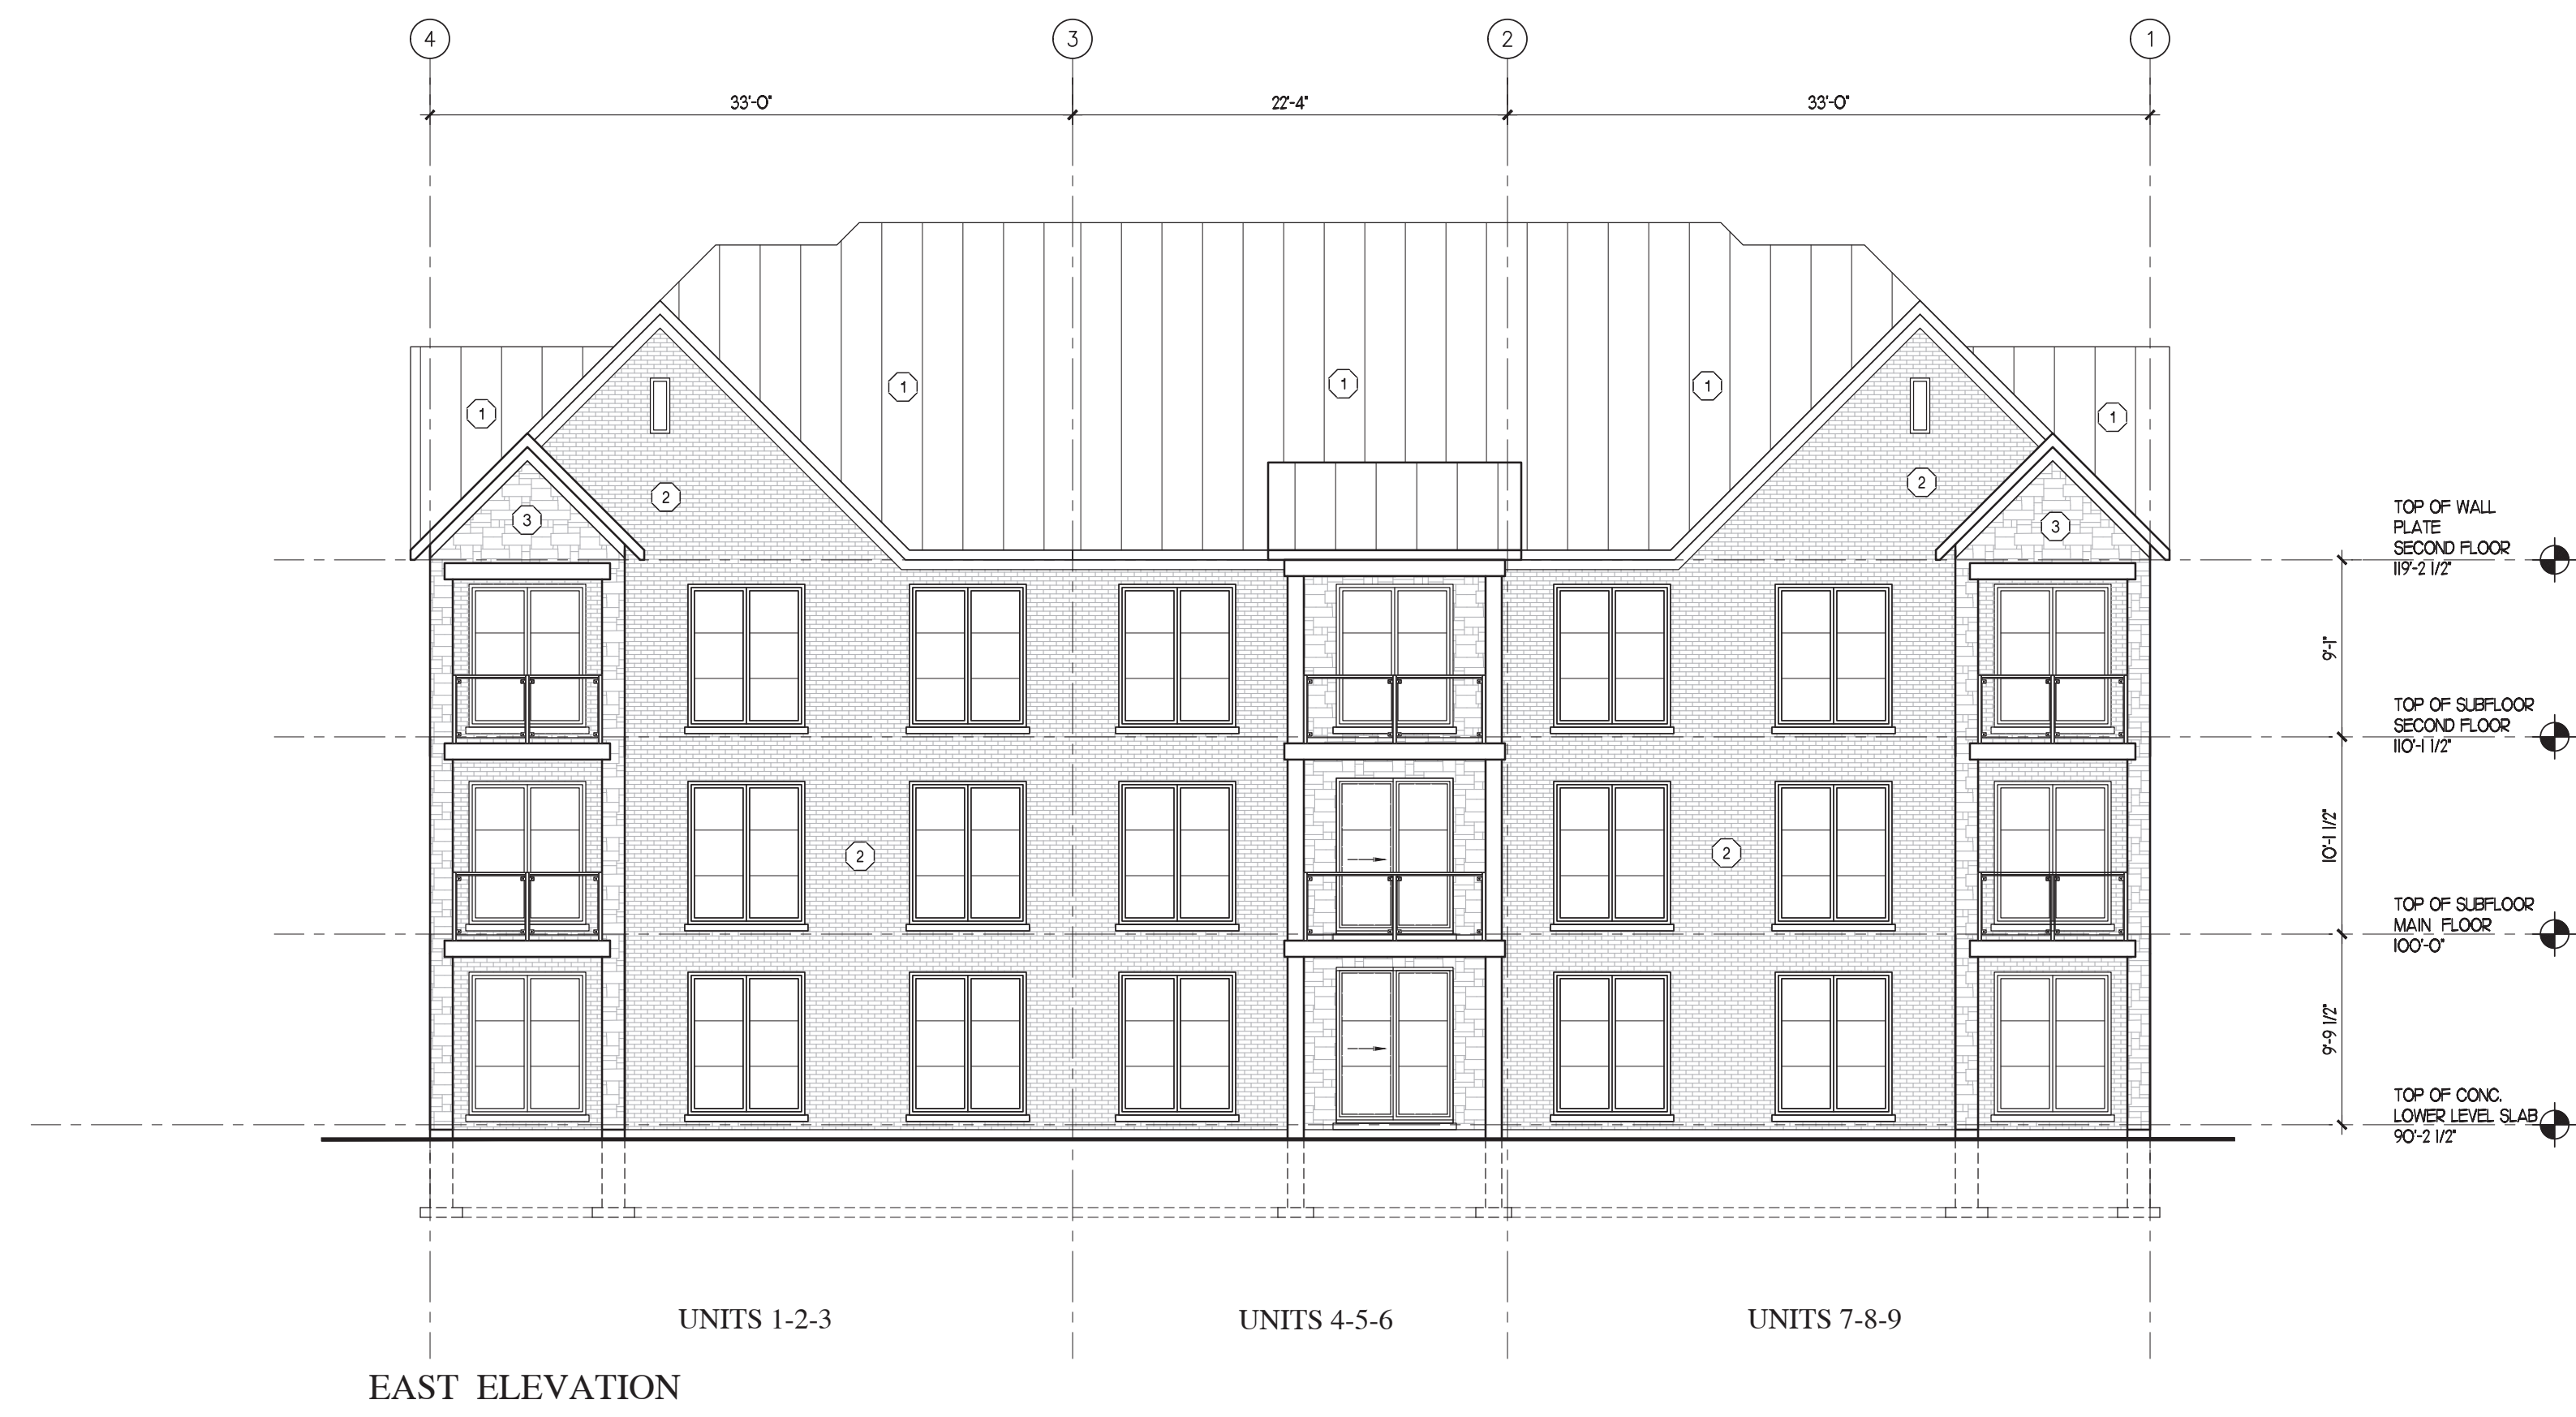 4
3
2
1
33'-0"
22'-4"
33'-0"
1
1
1
1
1
2
2
3
3
TOP OF WALL
PLATE
SECOND FLOOR
119'-2 1/2"
9'-1"
TOP OF SUBFLOOR
SECOND FLOOR
110'-1 1/2"
10'-1 1/2"
2
2
TOP OF SUBFLOOR
MAIN FLOOR
100'-0"
9'-9 1/2"
TOP OF CONC.
LOWER LEVEL SLAB
90'-2 1/2"
UNITS 1-2-3
UNITS 4-5-6
UNITS 7-8-9
EAST ELEVATION